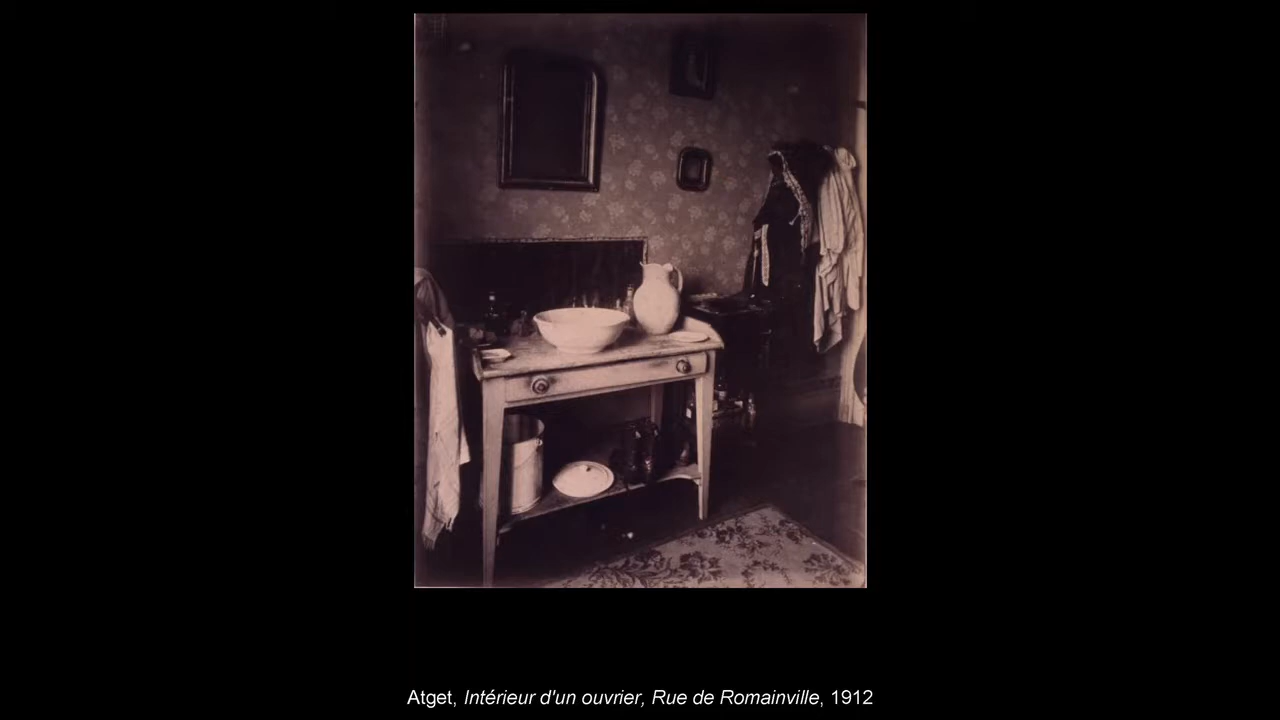 Atget, Intérieur d'un ouvrier, Rue de Romainville, 1912